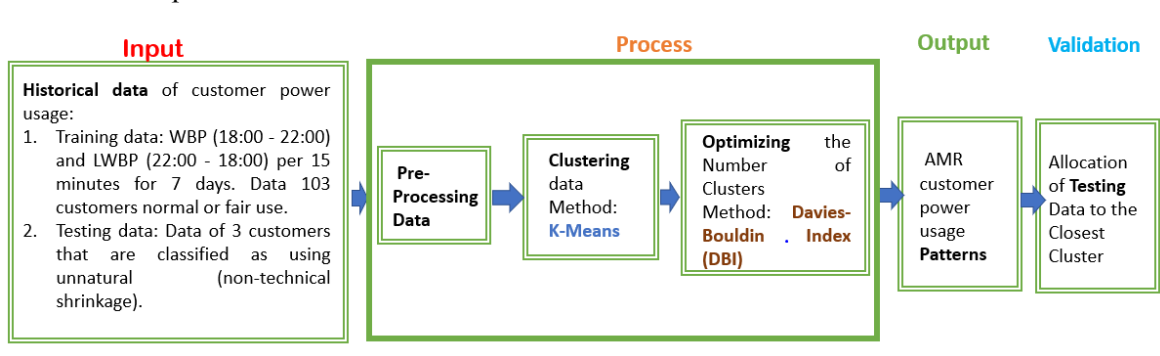 Input
Historical data of customer power
usage:
1. Training data: WBP (18:00 - 22:00)
and LWBP (22:00 - 18:00) per 15
minutes for 7 days. Data 103
customers normal or fair use.
2. Testing data: Data of 3 customers
that are classified as using
unnatural (non-technical
shrinkage).
Process
Pre-
Processing
Data
Clustering
data
Method:
K-Means
Optimizing the
Number of
Clusters
Method: Davies-
Bouldin . Index
(DBI)
Output
AMR
customer
power
usage
Patterns
Validation
Allocation
of Testing
Data to the
Closest
Cluster